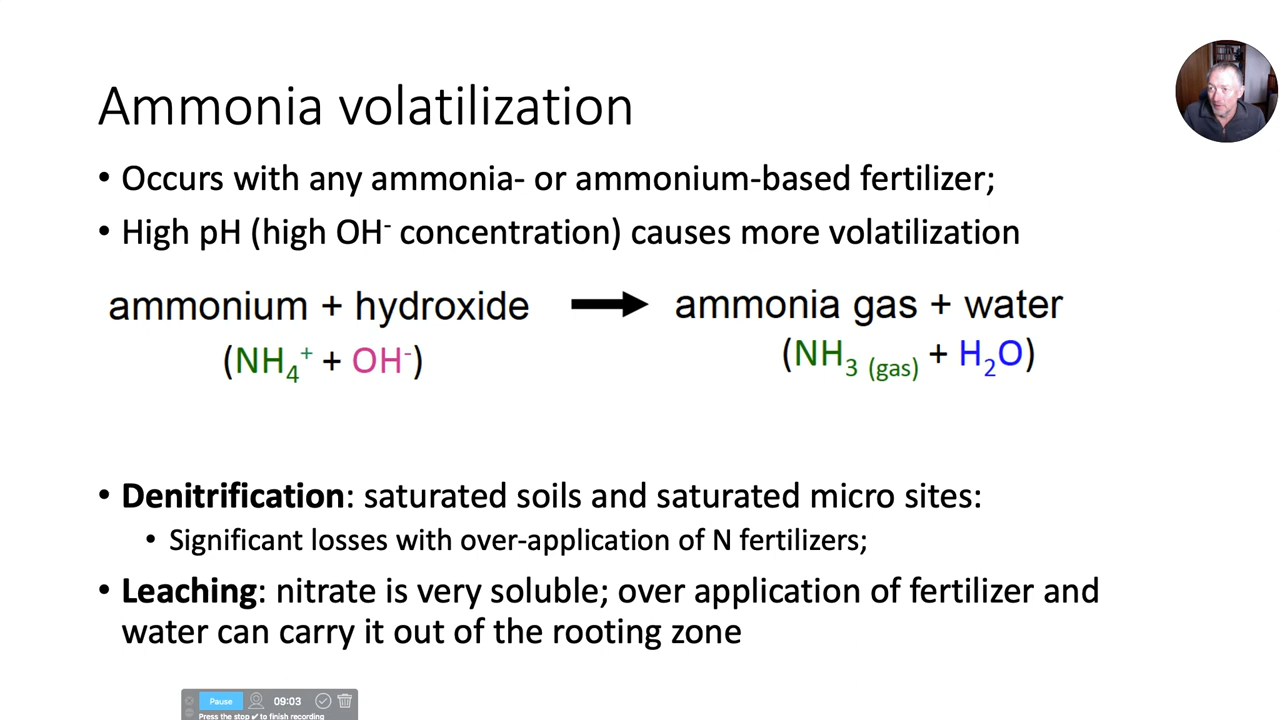 Ammonia volatilization
• Occurs with any ammonia- or ammonium-based fertilizer;
• High pH (high OH⁻ concentration) causes more volatilization
ammonium + hydroxide → ammonia gas + water
(NH₄⁺ + OH⁻) (NH₃ (gas) + H₂O)
• Denitrification: saturated soils and saturated micro sites:
• Significant losses with over-application of N fertilizers;
• Leaching: nitrate is very soluble; over application of fertilizer and
water can carry it out of the rooting zone
Pause 09:03
Press the stop ✔ to finish recording